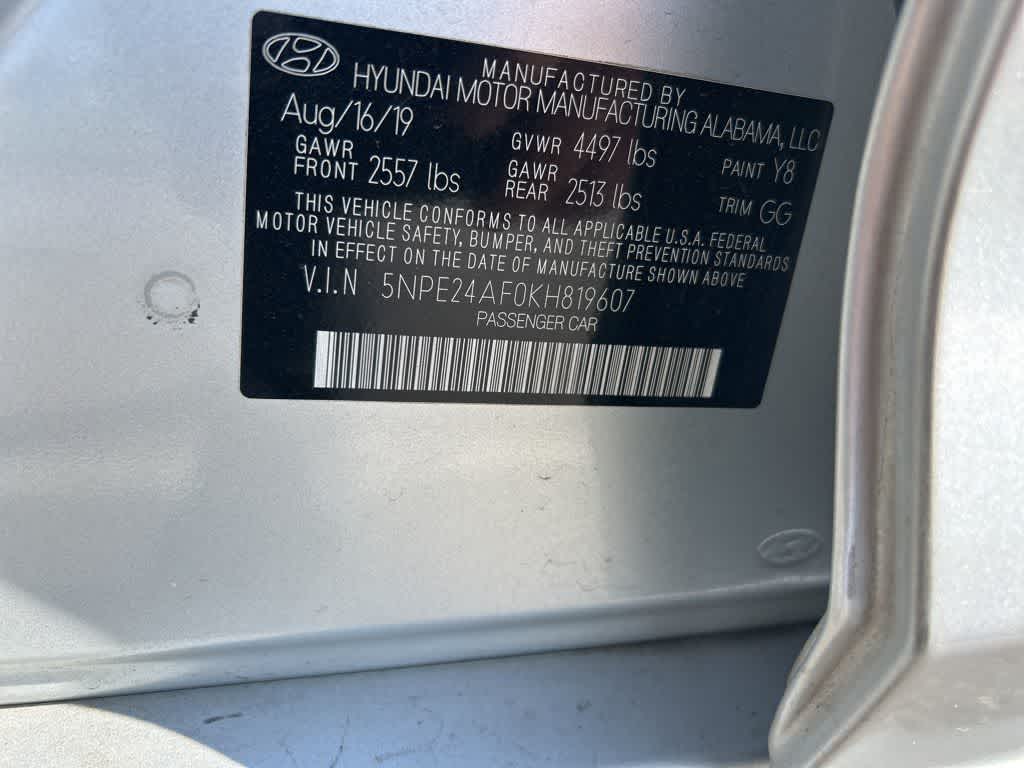 MANUFACTURED BY
HYUNDAI MOTOR MANUFACTURING ALABAMA, LLC
Aug/16/19 GVWR 4497 lbs PAINT Y8
GAWR FRONT 2557 lbs GAWR REAR 2513 lbs TRIM GG
THIS VEHICLE CONFORMS TO ALL APPLICABLE U.S.A. FEDERAL
MOTOR VEHICLE SAFETY, BUMPER, AND THEFT PREVENTION STANDARDS
IN EFFECT ON THE DATE OF MANUFACTURE SHOWN ABOVE
V.I.N 5NPE24AF0KH819607
PASSENGER CAR